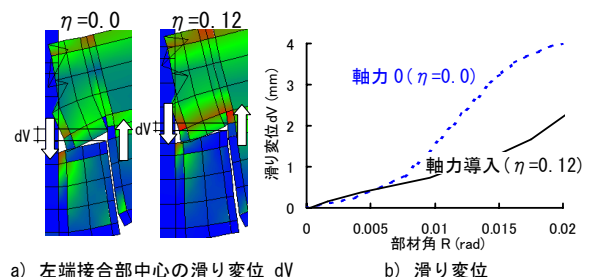 η=0.0
η=0.12
dV
dV
滑り変位dV(mm)
4
3
2
1
0
軸力 0(η=0.0)
軸力導入(η=0.12)
0
0.005
0.01
0.015
0.02
部材角 R(rad)
a) 左端接合部中心の滑り変位 dV
b) 滑り変位